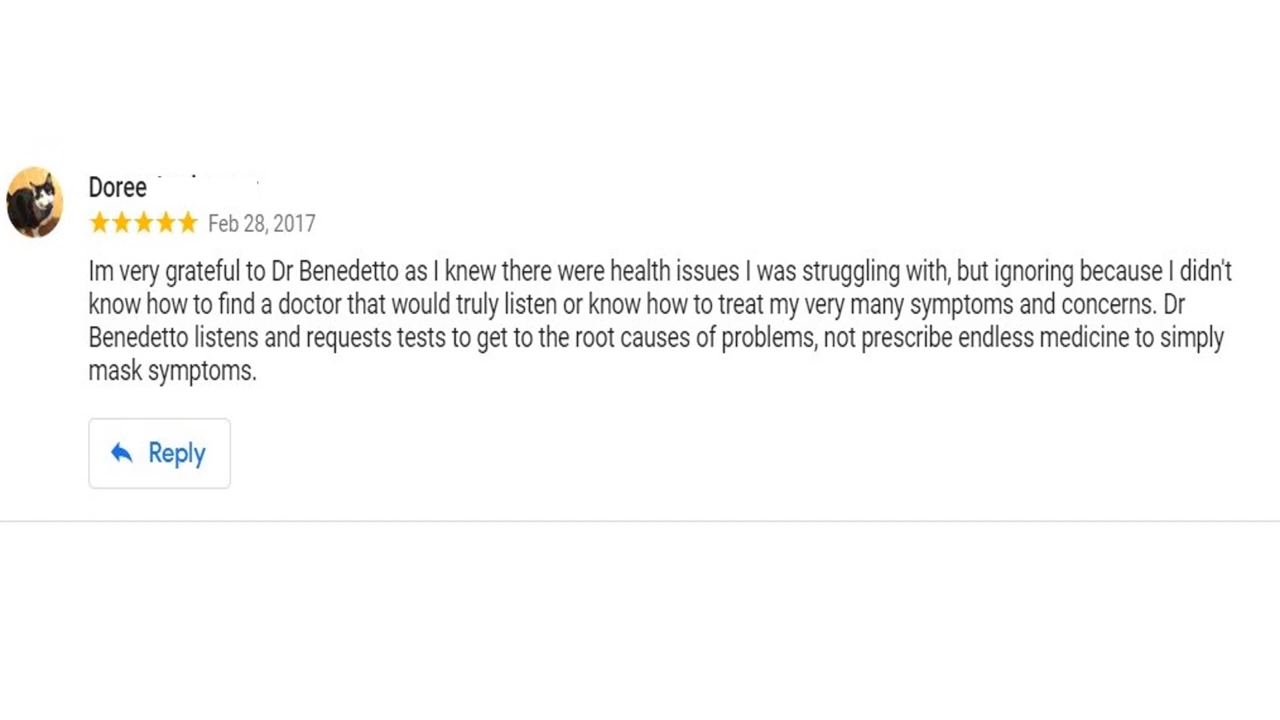 Doree
Feb 28, 2017
Im very grateful to Dr Benedetto as I knew there were health issues I was struggling with, but ignoring because I didn't
know how to find a doctor that would truly listen or know how to treat my very many symptoms and concerns. Dr
Benedetto listens and requests tests to get to the root causes of problems, not prescribe endless medicine to simply
mask symptoms.
Reply